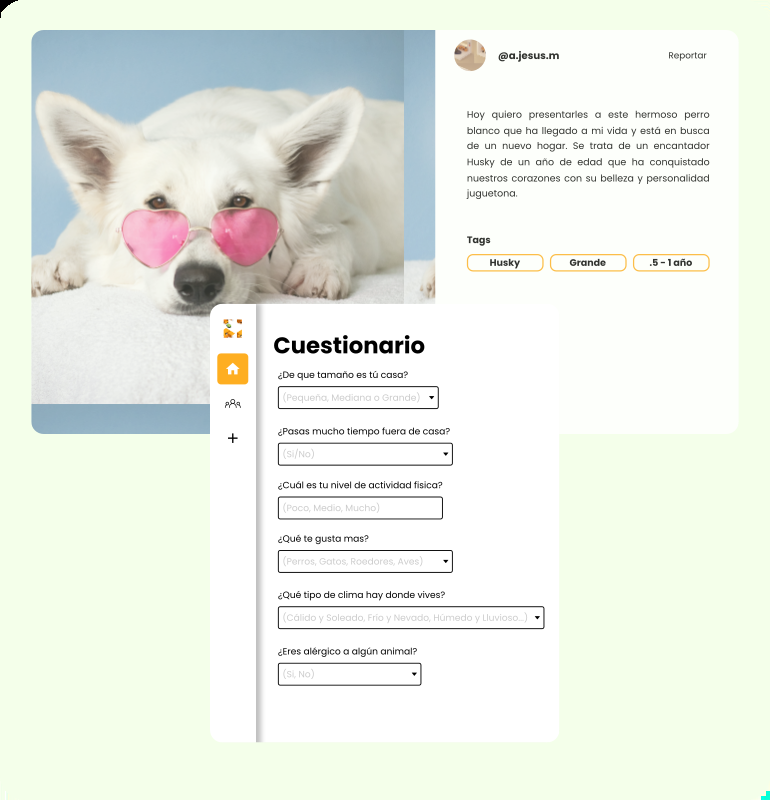 @a.jesus.m
Reportar
Hoy quiero presentarles a este hermoso perro
blanco que ha llegado a mi vida y está en busca
de un nuevo hogar. Se trata de un encantador
Husky de un año de edad que ha conquistado
nuestros corazones con su belleza y personalidad
juguetona.
Tags
Husky
Grande
.5 - 1 año
Cuestionario
¿De que tamaño es tú casa?
(Pequeña, Mediana o Grande)
¿Pasas mucho tiempo fuera de casa?
(Si/No)
¿Cuál es tu nivel de actividad física?
(Poco, Medio, Mucho)
¿Qué te gusta mas?
(Perros, Gatos, Roedores, Aves)
¿Qué tipo de clima hay donde vives?
(Cálido y Soleado, Frío y Nevado, Húmedo y Lluvioso...)
¿Eres alérgico a algún animal?
(Si, No)